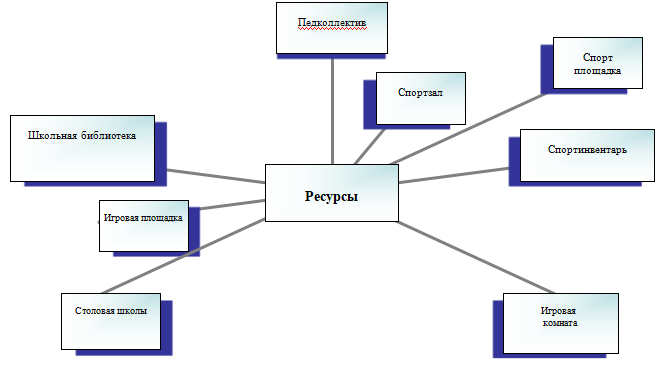 Педколлектив
Спорт
площадка
Спортзал
Школьная библиотека
Спортинвентарь
Ресурсы
Игровая площадка
Столовая школы
Игровая
комната